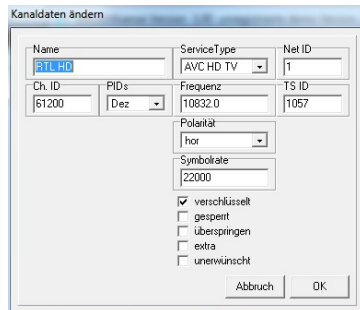 Kanaldaten ändern
Name
RTL HD
ServiceType
AVC HD TV
Net ID
1
Ch. ID
61200
PIDs
Dez
Frequenz
10832.0
TS ID
1057
Polarität
hor
Symbolrate
22000
verschlüsselt
gesperrt
überspringen
extra
unerwünscht
Abbruch
OK